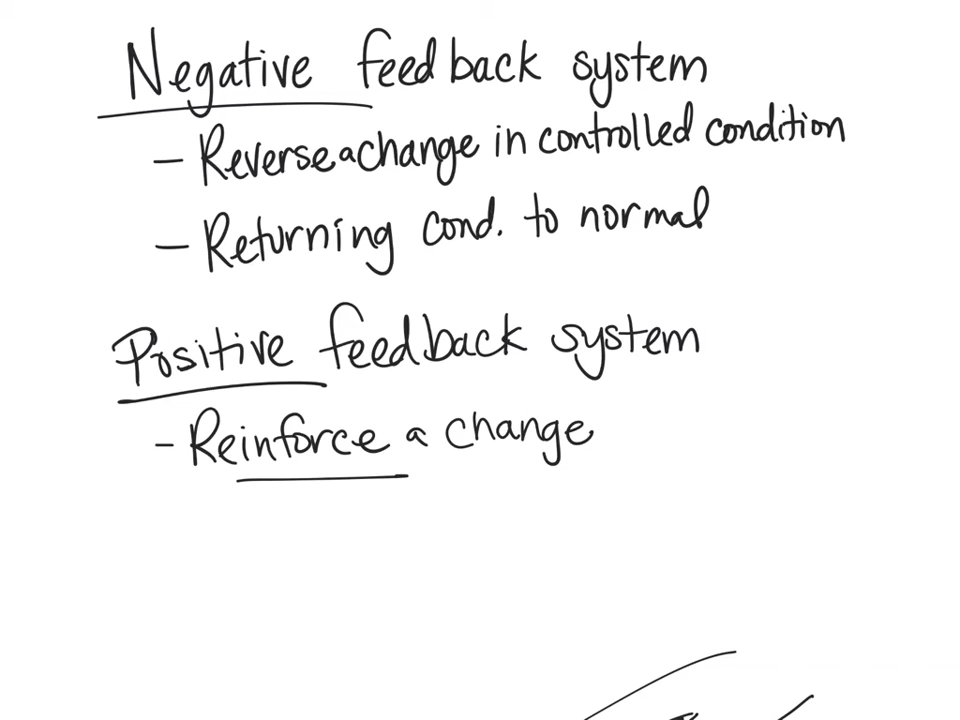 Negative feedback system
- Reverse a change in controlled condition
- Returning cond. to normal
Positive feedback system
- Reinforce a change